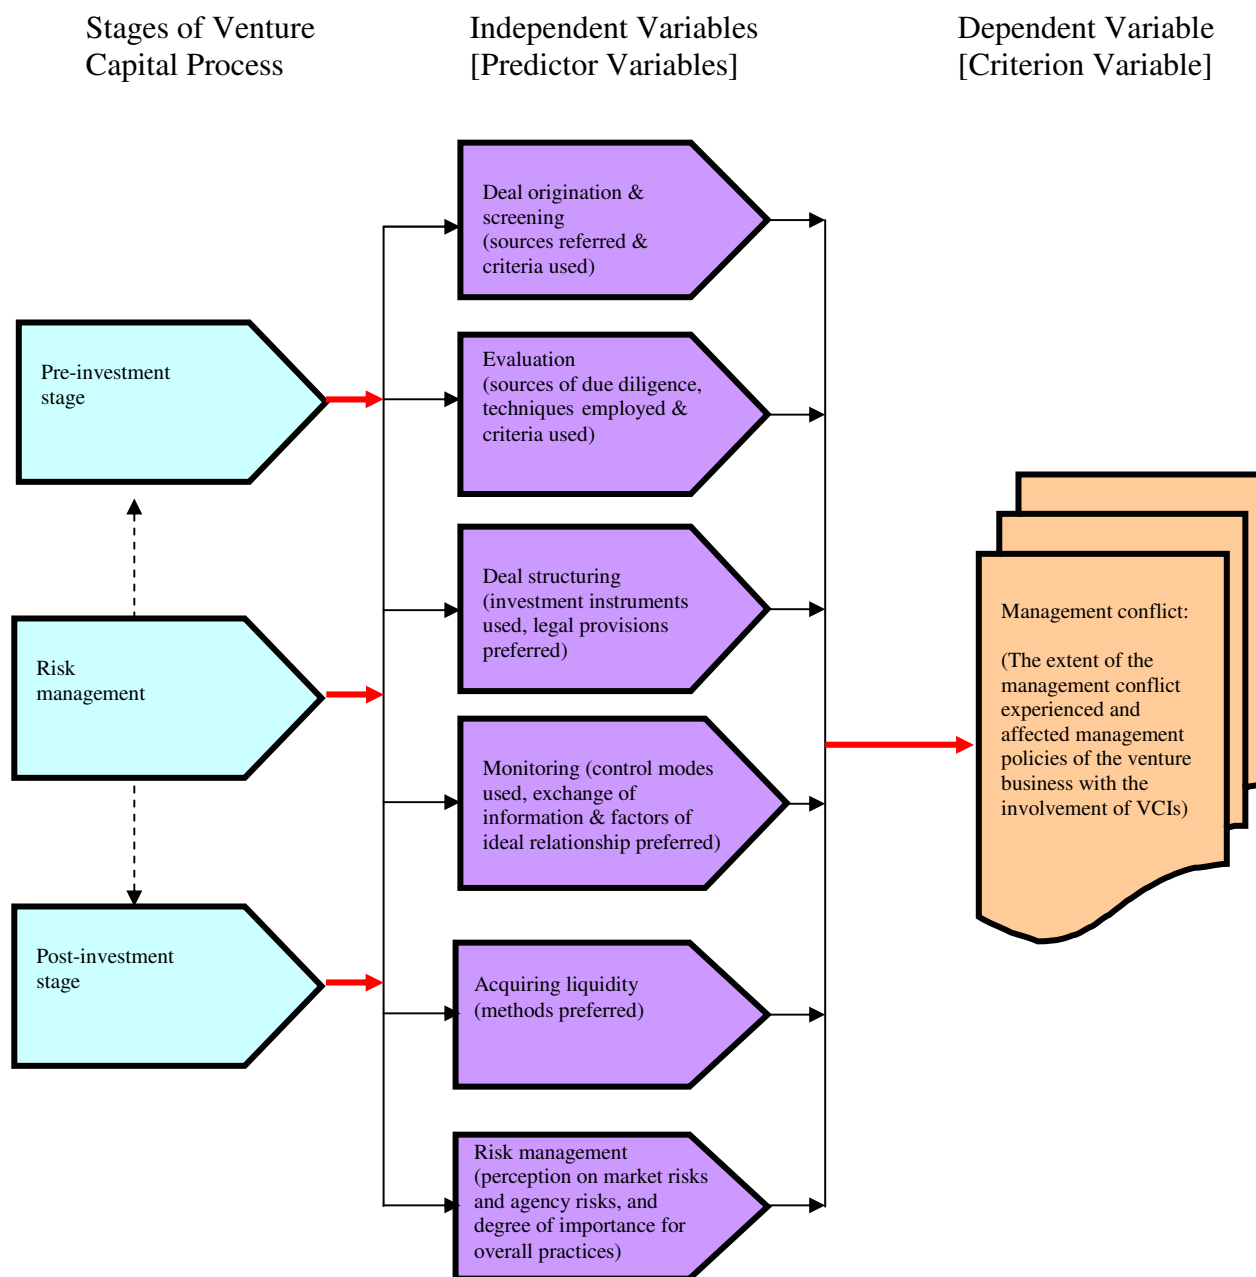 Stages of Venture
Capital Process
Independent Variables
[Predictor Variables]
Dependent Variable
[Criterion Variable]
Pre-investment
stage
Risk
management
Post-investment
stage
Deal origination &
screening
(sources referred &
criteria used)
Evaluation
(sources of due diligence,
techniques employed &
criteria used)
Deal structuring
(investment instruments
used, legal provisions
preferred)
Monitoring (control modes
used, exchange of
information & factors of
ideal relationship preferred)
Acquiring liquidity
(methods preferred)
Risk management
(perception on market risks
and agency risks, and
degree of importance for
overall practices)
Management conflict:
(The extent of the
management conflict
experienced and
affected management
policies of the venture
business with the
involvement of VCIs)